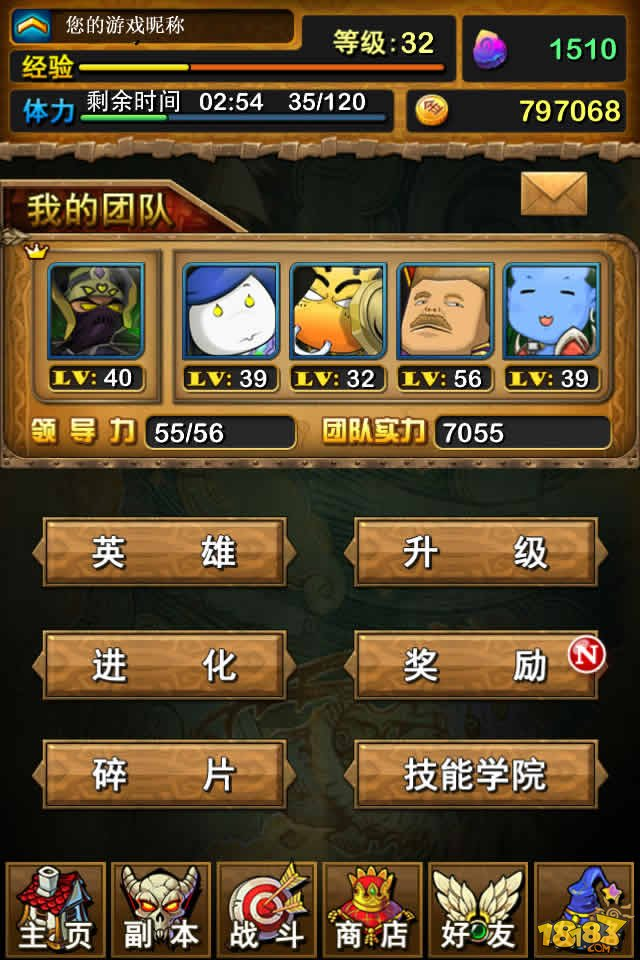 您的游戏昵称
等级:32
1510
经验
体力 剩余时间 02:54 35/120
797068
我的团队
LV: 40 LV: 39 LV: 32 LV: 56 LV: 39
领导力 55/56 团队实力 7055
英雄 升级
进化 奖励 N
碎片 技能学院
主页 副本 战斗 商店 好友
18183
.COM